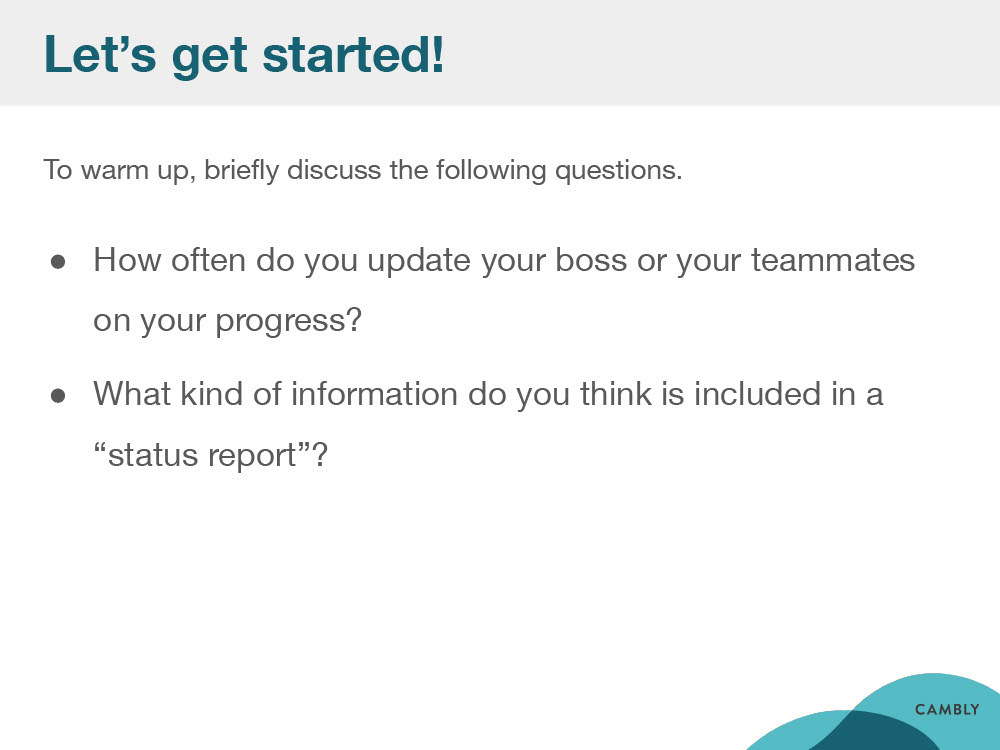 Let’s get started!
To warm up, briefly discuss the following questions.
● How often do you update your boss or your teammates
on your progress?
● What kind of information do you think is included in a
“status report”?
CAMBLY